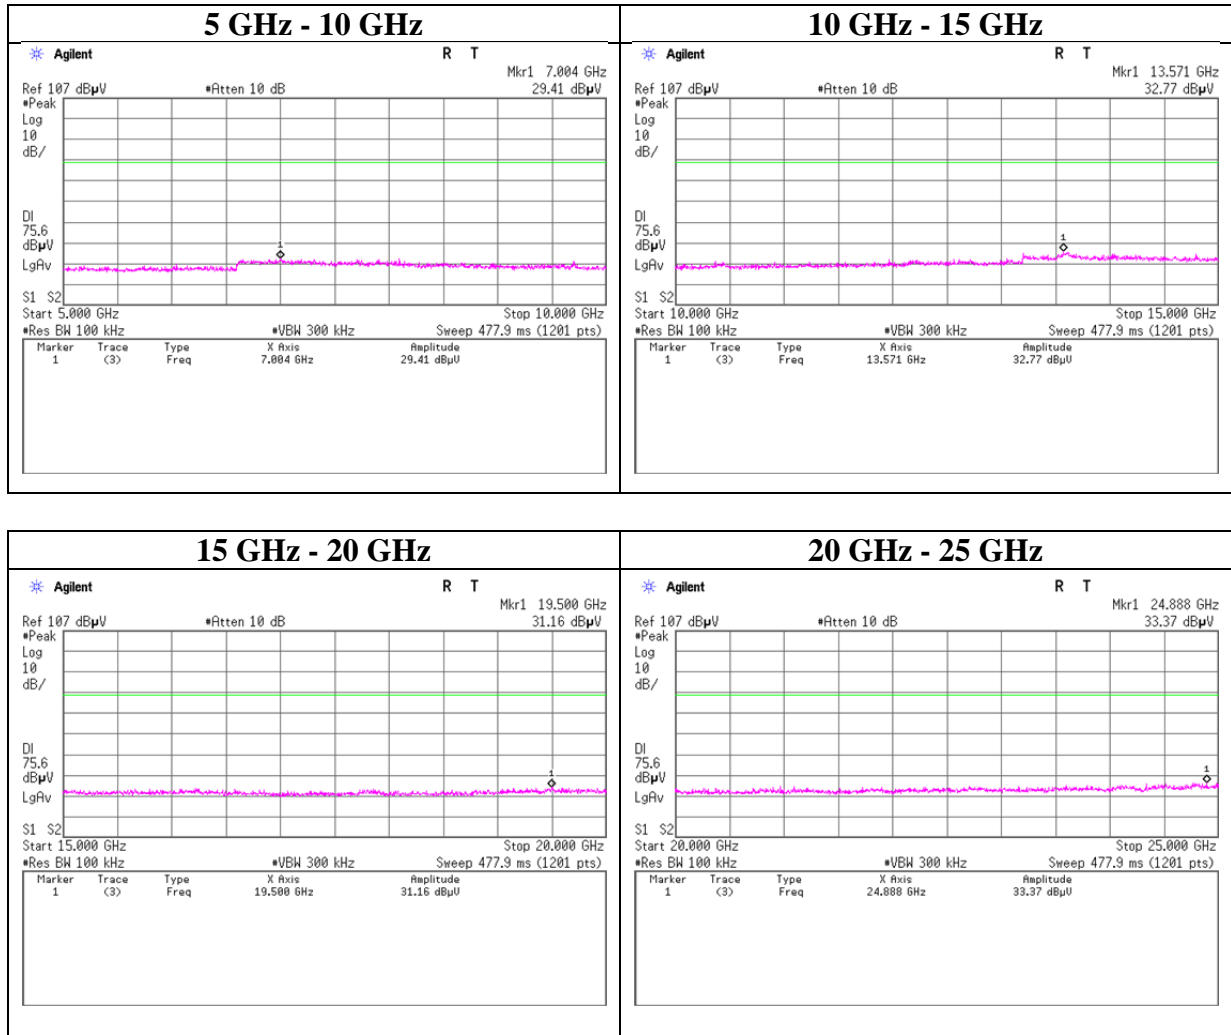 5 GHz - 10 GHz
Agilent
R T
Mkr1 7.004 GHz
Ref 107 dBµV #Atten 10 dB 29.41 dBµV
#Peak
Log
10
dB/
DI
75.6
dBµV
LgAv
1
S1 S2
Start 5.000 GHz Stop 10.000 GHz
#Res BW 100 kHz #VBW 300 kHz Sweep 477.9 ms (1201 pts)
Marker Trace Type X Axis Amplitude
1 (3) Freq 7.004 GHz 29.41 dBµV
10 GHz - 15 GHz
Agilent
R T
Mkr1 13.571 GHz
Ref 107 dBµV #Atten 10 dB 32.77 dBµV
#Peak
Log
10
dB/
DI
75.6
dBµV
LgAv
1
S1 S2
Start 10.000 GHz Stop 15.000 GHz
#Res BW 100 kHz #VBW 300 kHz Sweep 477.9 ms (1201 pts)
Marker Trace Type X Axis Amplitude
1 (3) Freq 13.571 GHz 32.77 dBµV
15 GHz - 20 GHz
Agilent
R T
Mkr1 19.500 GHz
Ref 107 dBµV #Atten 10 dB 31.16 dBµV
#Peak
Log
10
dB/
DI
75.6
dBµV
LgAv
1
S1 S2
Start 15.000 GHz Stop 20.000 GHz
#Res BW 100 kHz #VBW 300 kHz Sweep 477.9 ms (1201 pts)
Marker Trace Type X Axis Amplitude
1 (3) Freq 19.500 GHz 31.16 dBµV
20 GHz - 25 GHz
Agilent
R T
Mkr1 24.888 GHz
Ref 107 dBµV #Atten 10 dB 33.37 dBµV
#Peak
Log
10
dB/
DI
75.6
dBµV
LgAv
1
S1 S2
Start 20.000 GHz Stop 25.000 GHz
#Res BW 100 kHz #VBW 300 kHz Sweep 477.9 ms (1201 pts)
Marker Trace Type X Axis Amplitude
1 (3) Freq 24.888 GHz 33.37 dBµV